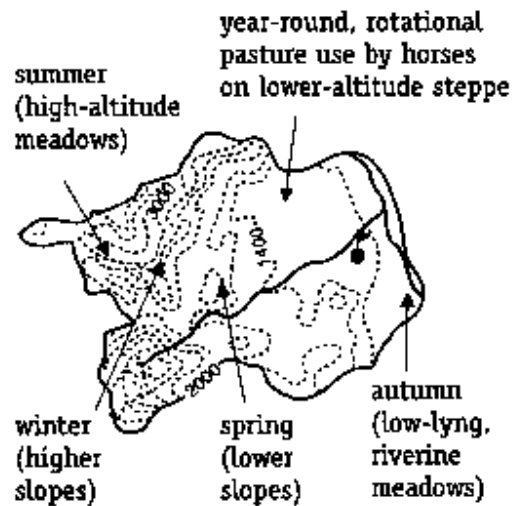 year-round, rotational
pasture use by horses
on lower-altitude steppe
summer
(high-altitude
meadows)
3000
1400
2000
winter
(higher
slopes)
spring
(lower
slopes)
autumn
(low-lyng,
riverine
meadows)